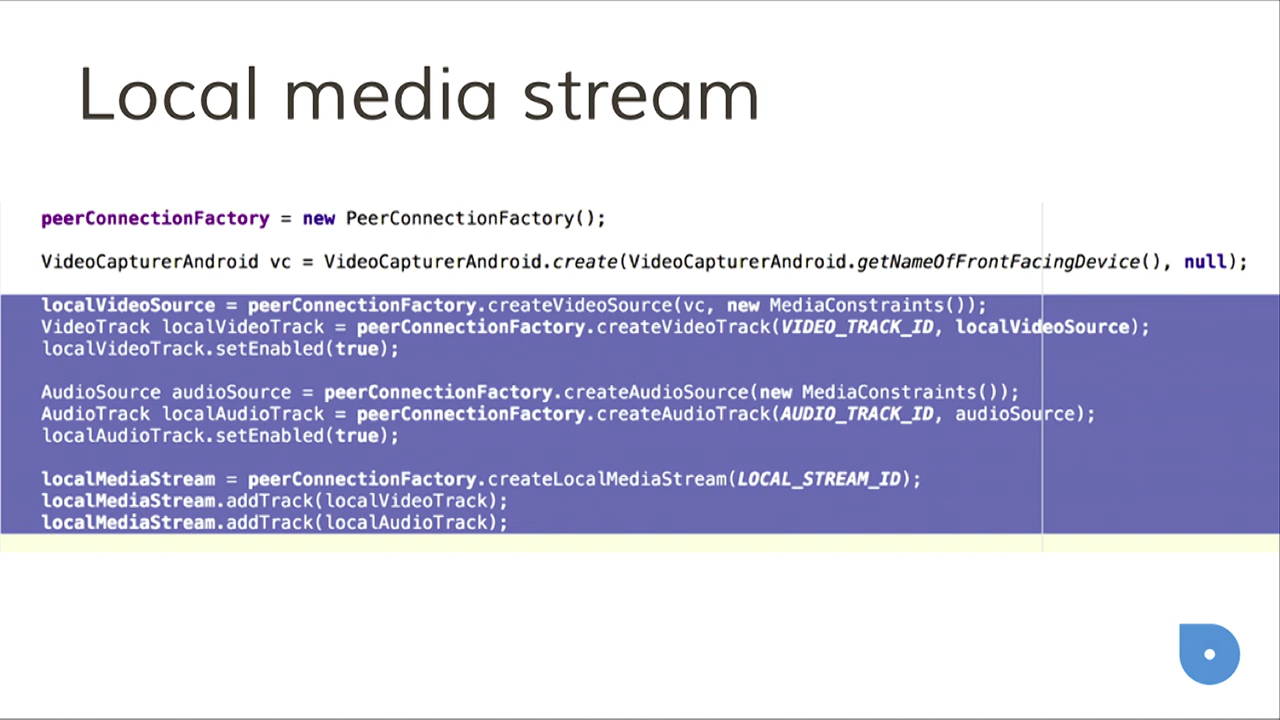 Local media stream
peerConnectionFactory = new PeerConnectionFactory();
VideoCapturerAndroid vc = VideoCapturerAndroid.create(VideoCapturerAndroid.getNameOfFrontFacingDevice(), null);
localVideoSource = peerConnectionFactory.createVideoSource(vc, new MediaConstraints());
VideoTrack localVideoTrack = peerConnectionFactory.createVideoTrack(VIDEO_TRACK_ID, localVideoSource);
localVideoTrack.setEnabled(true);
AudioSource audioSource = peerConnectionFactory.createAudioSource(new MediaConstraints());
AudioTrack localAudioTrack = peerConnectionFactory.createAudioTrack(AUDIO_TRACK_ID, audioSource);
localAudioTrack.setEnabled(true);
localMediaStream = peerConnectionFactory.createLocalMediaStream(LOCAL_STREAM_ID);
localMediaStream.addTrack(localVideoTrack);
localMediaStream.addTrack(localAudioTrack);